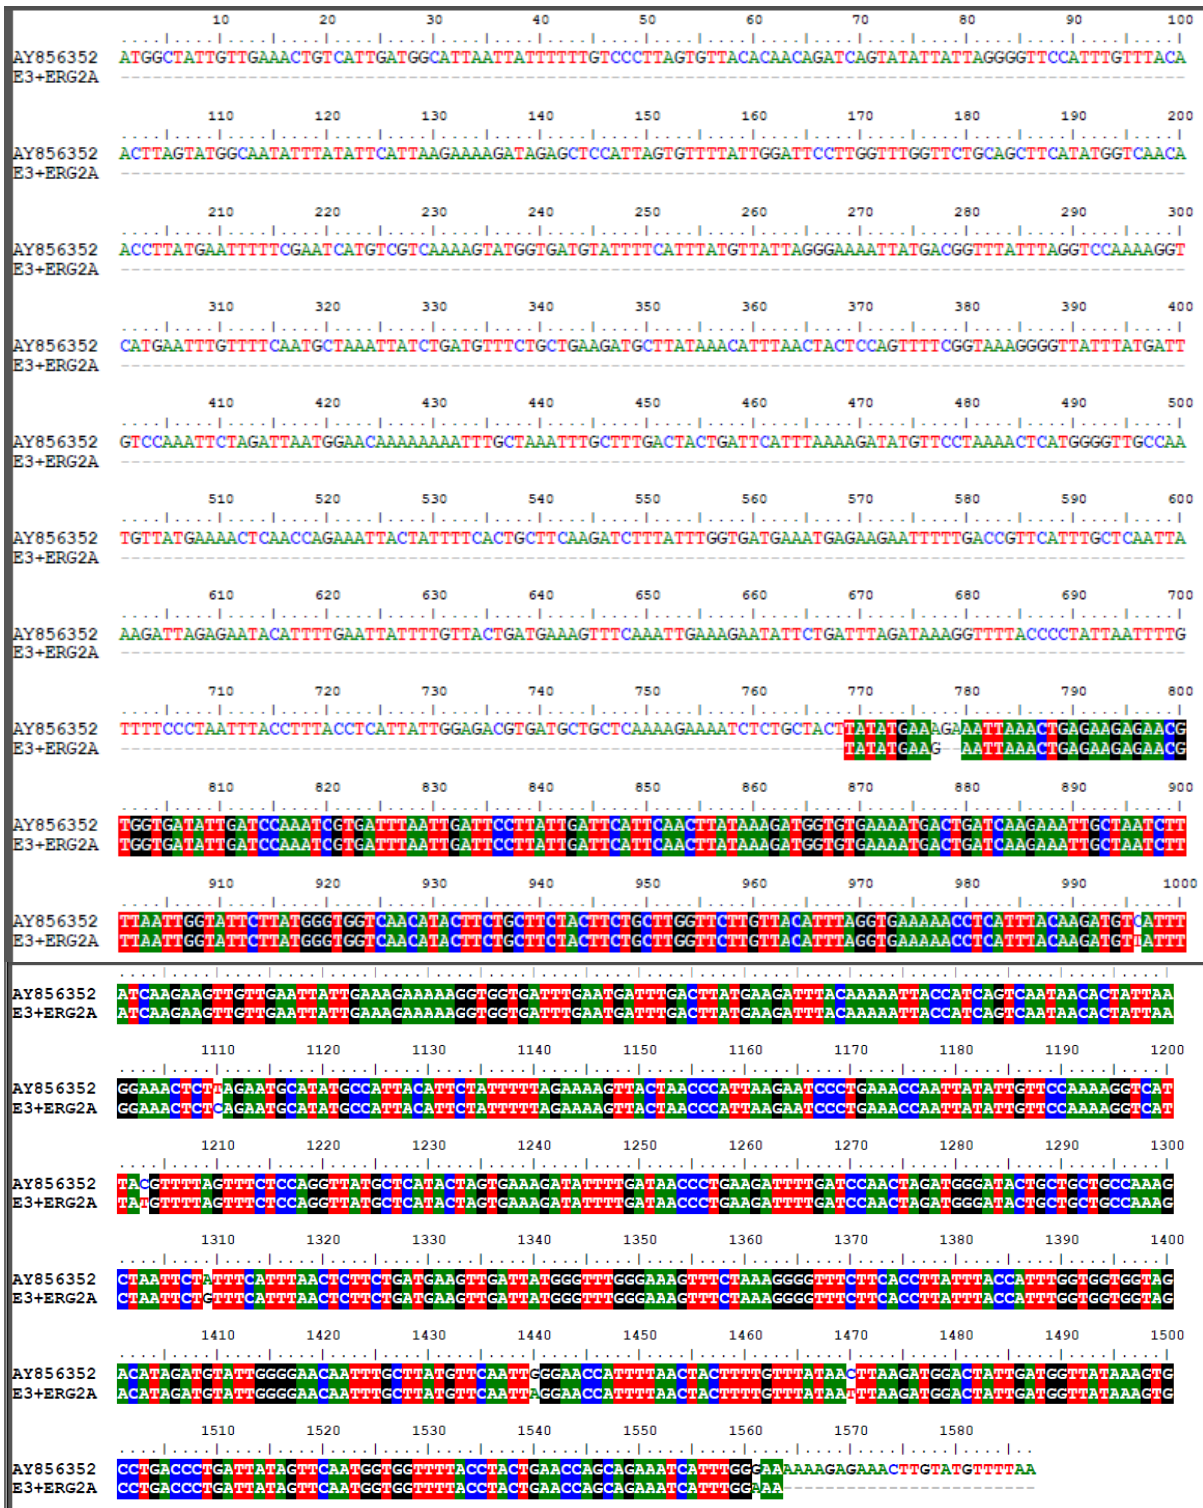 10 20 30 40 50 60 70 80 90 100
....|....|....|....|....|....|....|....|....|....|....|....|....|....|....|....|....|....|....|....|
AY856352 ATGGCTATTGTTGAAACTGTCATTGATGGCATTAATTATTTTTTGTCCCTTAGTGTTACACAACAGATCAGTATATTATTAGGGGTTCCATTTGTTTACA
E3+ERG2A ----------------------------------------------------------------------------------------------------
110 120 130 140 150 160 170 180 190 200
....|....|....|....|....|....|....|....|....|....|....|....|....|....|....|....|....|....|....|....|
AY856352 ACTTAGTATGGCAATATTTATATTCATTAAGAAAAGATAGAGCTCCATTAGTGTTTTATTGGATTCCTTGGTTTGGTTCTGCAGCTTCATATGGTCAACA
E3+ERG2A ----------------------------------------------------------------------------------------------------
210 220 230 240 250 260 270 280 290 300
....|....|....|....|....|....|....|....|....|....|....|....|....|....|....|....|....|....|....|....|
AY856352 ACCTTATGAATTTTTCGAATCATGTCGTCAAAAGTATGGTGATGTATTTTCATTTATGTTATTAGGGAAAATTATGACGGTTTATTTAGGTCCAAAAGGT
E3+ERG2A ----------------------------------------------------------------------------------------------------
310 320 330 340 350 360 370 380 390 400
....|....|....|....|....|....|....|....|....|....|....|....|....|....|....|....|....|....|....|....|
AY856352 CATGAATTTGTTTTCAATGCTAAATTATCTGATGTTTCTGCTGAAGATGCTTATAAACATTTAACTACTCCAGTTTTCGGTAAAGGGGTTATTTATGATT
E3+ERG2A ----------------------------------------------------------------------------------------------------
410 420 430 440 450 460 470 480 490 500
....|....|....|....|....|....|....|....|....|....|....|....|....|....|....|....|....|....|....|....|
AY856352 GTCCAAATTCTAGATTAATGGAACAAAAAAAATTTGCTAAATTTGCTTTGACTACTGATTCATTTAAAAGATATGTTCCTAAAACTCATGGGGTTGCCAA
E3+ERG2A ----------------------------------------------------------------------------------------------------
510 520 530 540 550 560 570 580 590 600
....|....|....|....|....|....|....|....|....|....|....|....|....|....|....|....|....|....|....|....|
AY856352 TGTTATGAAAACTCAACCAGAAATTACTATTTTCACTGCTTCAAGATCTTTATTTGGTGATGAAATGAGAAGAATTTTTGACCGTTCATTTGCTCAATTA
E3+ERG2A ----------------------------------------------------------------------------------------------------
610 620 630 640 650 660 670 680 690 700
....|....|....|....|....|....|....|....|....|....|....|....|....|....|....|....|....|....|....|....|
AY856352 AAGATTAGAGAATACATTTTGAATTATTTTGTTACTGATGAAAGTTTCAAATTGAAAGAATATTCTGATTTAGATAAAGGTTTTACCCCTATTAATTTTG
E3+ERG2A ----------------------------------------------------------------------------------------------------
710 720 730 740 750 760 770 780 790 800
....|....|....|....|....|....|....|....|....|....|....|....|....|....|....|....|....|....|....|....|
AY856352 TTTTCCCTAATTTACCTTTACCTCATTATTGGAGACGTGATGCTGCTCAAAAGAAAATCTCTGCTACTTATATGAAAGAAATTAAACTGAGAAGAGAACG
E3+ERG2A --------------------------------------------------------------------TATATGAAG--AATTAAACTGAGAAGAGAACG
810 820 830 840 850 860 870 880 890 900
....|....|....|....|....|....|....|....|....|....|....|....|....|....|....|....|....|....|....|....|
AY856352 TGGTGATATTGATCCAAATCGTGATTTAATTGATTCCTTATTGATTCATTCAACTTATAAAGATGGTGTGAAAATGACTGATCAAGAAATTGCTAATCTT
E3+ERG2A TGGTGATATTGATCCAAATCGTGATTTAATTGATTCCTTATTGATTCATTCAACTTATAAAGATGGTGTGAAAATGACTGATCAAGAAATTGCTAATCTT
910 920 930 940 950 960 970 980 990 1000
....|....|....|....|....|....|....|....|....|....|....|....|....|....|....|....|....|....|....|....|
AY856352 TTAATTGGTATTCTTATGGGTGGTCAACATACTTCTGCTTCTACTTCTGCTTGGTTCTTGTTACATTTAGGTGAAAAACCTCATTTACAAGATGTCATTT
E3+ERG2A TTAATTGGTATTCTTATGGGTGGTCAACATACTTCTGCTTCTACTTCTGCTTGGTTCTTGTTACATTTAGGTGAAAAACCTCATTTACAAGATGTTATTT
....|....|....|....|....|....|....|....|....|....|....|....|....|....|....|....|....|....|....|....|
AY856352 ATCAAGAAGTTGTTGAATTATTGAAAGAAAAAGGTGGTGATTTGAATGATTTGACTTATGAAGATTTACAAAAATTACCATCAGTCAATAACACTATTAA
E3+ERG2A ATCAAGAAGTTGTTGAATTATTGAAAGAAAAAGGTGGTGATTTGAATGATTTGACTTATGAAGATTTACAAAAATTACCATCAGTCAATAACACTATTAA
1110 1120 1130 1140 1150 1160 1170 1180 1190 1200
....|....|....|....|....|....|....|....|....|....|....|....|....|....|....|....|....|....|....|....|
AY856352 GGAAACTCTTAGAATGCATATGCCATTACATTCTATTTTTAGAAAAGTTACTAACCCATTAAGAATCCCTGAAACCAATTATATTGTTCCAAAAGGTCAT
E3+ERG2A GGAAACTCTCAGAATGCATATGCCATTACATTCTATTTTTAGAAAAGTTACTAACCCATTAAGAATCCCTGAAACCAATTATATTGTTCCAAAAGGTCAT
1210 1220 1230 1240 1250 1260 1270 1280 1290 1300
....|....|....|....|....|....|....|....|....|....|....|....|....|....|....|....|....|....|....|....|
AY856352 TACGTTTTAGTTTCTCCAGGTTATGCTCATACTAGTGAAAGATATTTTGATAACCCTGAAGATTTTGATCCAACTAGATGGGATACTGCTGCTGCCAAAG
E3+ERG2A TATGTTTTAGTTTCTCCAGGTTATGCTCATACTAGTGAAAGATATTTTGATAACCCTGAAGATTTTGATCCAACTAGATGGGATACTGCTGCTGCCAAAG
1310 1320 1330 1340 1350 1360 1370 1380 1390 1400
....|....|....|....|....|....|....|....|....|....|....|....|....|....|....|....|....|....|....|....|
AY856352 CTAATTCTATTTCATTTAACTCTTCTGATGAAGTTGATTATGGGTTTGGGAAAGTTTCTAAAGGGGTTTCTTCACCTTATTTACCATTTGGTGGTGGTAG
E3+ERG2A CTAATTCTGTTTCATTTAACTCTTCTGATGAAGTTGATTATGGGTTTGGGAAAGTTTCTAAAGGGGTTTCTTCACCTTATTTACCATTTGGTGGTGGTAG
1410 1420 1430 1440 1450 1460 1470 1480 1490 1500
....|....|....|....|....|....|....|....|....|....|....|....|....|....|....|....|....|....|....|....|
AY856352 ACATAGATGTATTGGGGAACAATTTGCTTATGTTCAATTGGGAACCATTTTAACTACTTTTGTTTATAACTTAAGATGGACTATTGATGGTTATAAAGTG
E3+ERG2A ACATAGATGTATTGGGGAACAATTTGCTTATGTTCAATTAGGAACCATTTTAACTACTTTTGTTTATAATTTAAGATGGACTATTGATGGTTATAAAGTG
1510 1520 1530 1540 1550 1560 1570 1580
....|....|....|....|....|....|....|....|....|....|....|....|....|....|....|....|....|..
AY856352 CCTGACCCTGATTATAGTTCAATGGTGGTTTTACCTACTGAACCAGCAGAAATCATTTGGGAAAAAAGAGAAACTTGTATGTTTTAA
E3+ERG2A CCTGACCCTGATTATAGTTCAATGGTGGTTTTACCTACTGAACCAGCAGAAATCATTTGGAAA------------------------